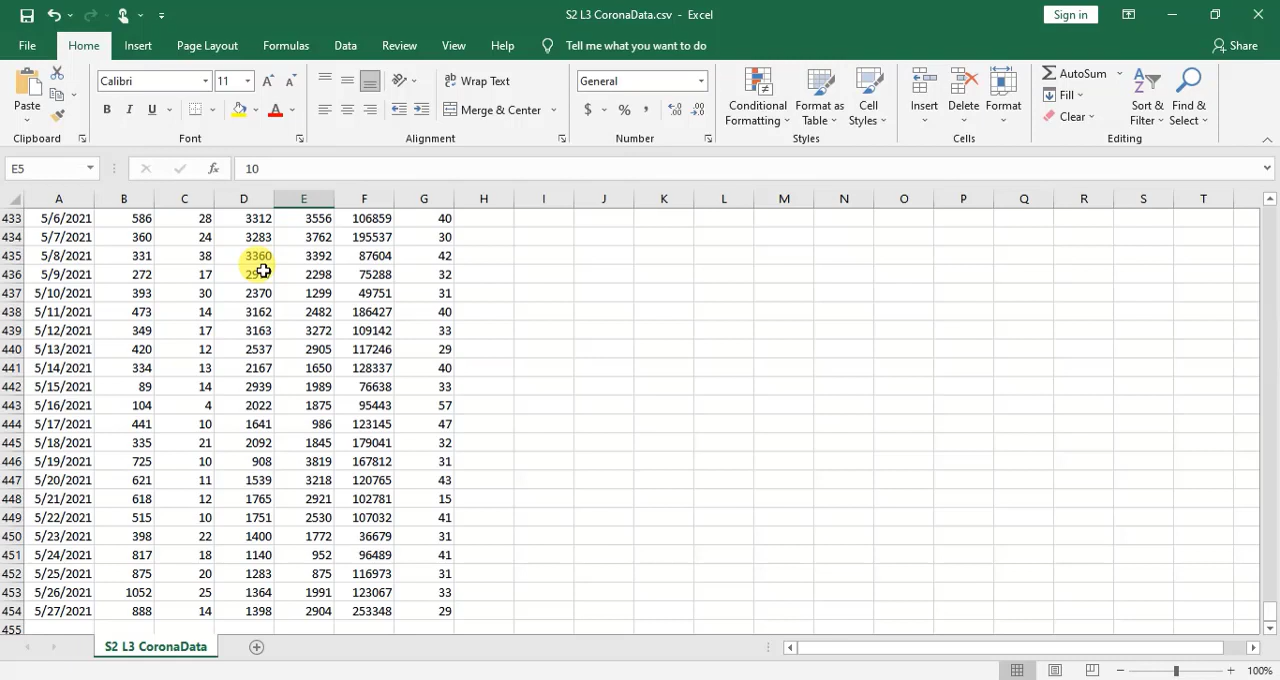 S2 L3 CoronaData.csv - Excel
Sign in
File Home Insert Page Layout Formulas Data Review View Help Tell me what you want to do Share
Paste
Clipboard
Calibri 11
B I U
Font
Wrap Text
Merge & Center
Alignment
General
$ % ,
Number
Conditional Formatting
Format as Table
Cell Styles
Styles
Insert Delete Format
Cells
AutoSum
Fill
Clear
Sort & Filter
Find & Select
Editing
E5 fx 10
A B C D E F G H I J K L M N O P Q R S T
433 5/6/2021 586 28 3312 3556 106859 40
434 5/7/2021 360 24 3283 3762 195537 30
435 5/8/2021 331 38 3360 3392 87604 42
436 5/9/2021 272 17 2298 75288 32
437 5/10/2021 393 30 2370 1299 49751 31
438 5/11/2021 473 14 3162 2482 186427 40
439 5/12/2021 349 17 3163 3272 109142 33
440 5/13/2021 420 12 2537 2905 117246 29
441 5/14/2021 334 13 2167 1650 128337 40
442 5/15/2021 89 14 2939 1989 76638 33
443 5/16/2021 104 4 2022 1875 95443 57
444 5/17/2021 441 10 1641 986 123145 47
445 5/18/2021 335 21 2092 1845 179041 32
446 5/19/2021 725 10 908 3819 167812 31
447 5/20/2021 621 11 1539 3218 120765 43
448 5/21/2021 618 12 1765 2921 102781 15
449 5/22/2021 515 10 1751 2530 107032 41
450 5/23/2021 398 22 1400 1772 36679 31
451 5/24/2021 817 18 1140 952 96489 41
452 5/25/2021 875 20 1283 875 116973 31
453 5/26/2021 1052 25 1364 1991 123067 33
454 5/27/2021 888 14 1398 2904 253348 29
455
S2 L3 CoronaData
100%